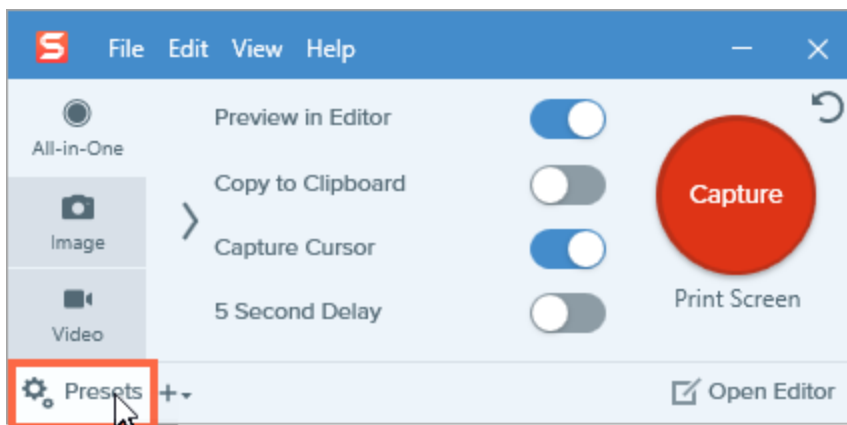 S File Edit View Help
All-in-One
Preview in Editor
Copy to Clipboard
Capture
Image
Capture Cursor
Print Screen
Video
5 Second Delay
Presets
Open Editor